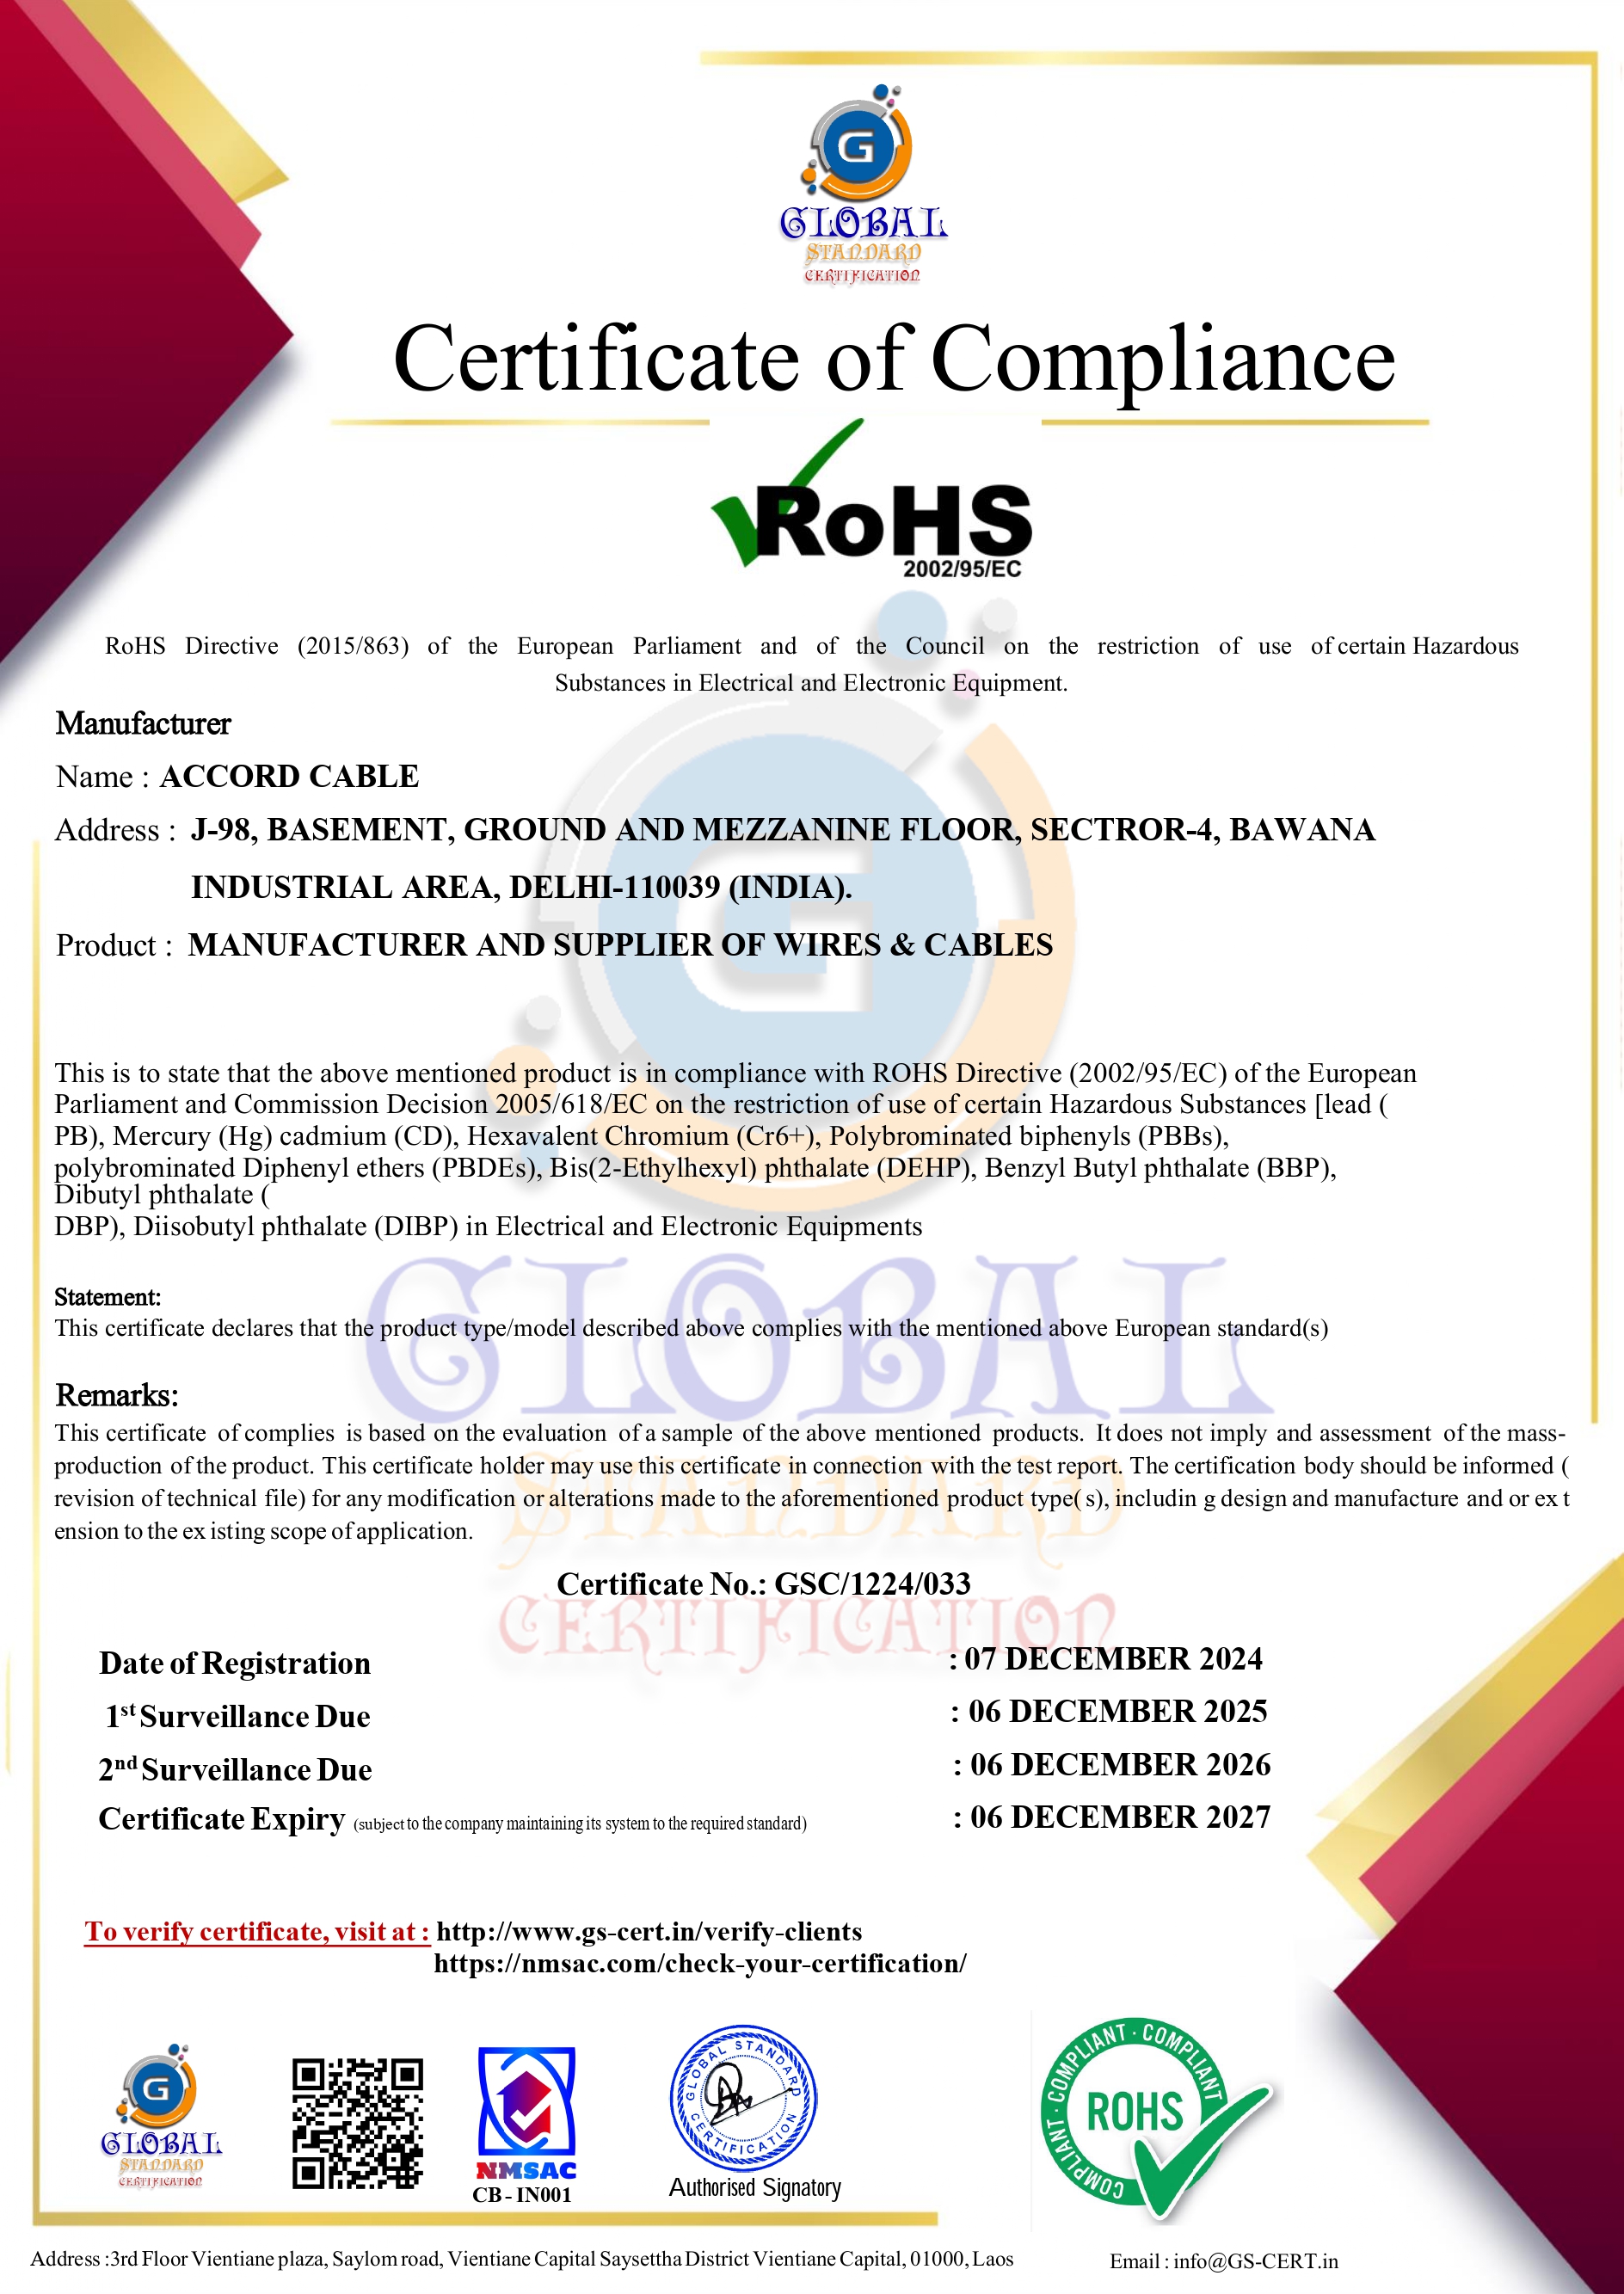 G
GLOBAL
STANDARD
CERTIFICATION
Certificate of Compliance
RoHS
2002/95/EC
RoHS Directive (2015/863) of the European Parliament and of the Council on the restriction of use of certain Hazardous
Substances in Electrical and Electronic Equipment.
Manufacturer
Name : ACCORD CABLE
Address : J-98, BASEMENT, GROUND AND MEZZANINE FLOOR, SECTROR-4, BAWANA
INDUSTRIAL AREA, DELHI-110039 (INDIA).
Product : MANUFACTURER AND SUPPLIER OF WIRES & CABLES
This is to state that the above mentioned product is in compliance with ROHS Directive (2002/95/EC) of the European
Parliament and Commission Decision 2005/618/EC on the restriction of use of certain Hazardous Substances [lead (
PB), Mercury (Hg) cadmium (CD), Hexavalent Chromium (Cr6+), Polybrominated biphenyls (PBBs),
polybrominated Diphenyl ethers (PBDEs), Bis(2-Ethylhexyl) phthalate (DEHP), Benzyl Butyl phthalate (BBP),
Dibutyl phthalate (
DBP), Diisobutyl phthalate (DIBP) in Electrical and Electronic Equipments
Statement:
This certificate declares that the product type/model described above complies with the mentioned above European standard(s)
Remarks:
This certificate of complies is based on the evaluation of a sample of the above mentioned products. It does not imply and assessment of the mass-
production of the product. This certificate holder may use this certificate in connection with the test report. The certification body should be informed (
revision of technical file) for any modification or alterations made to the aforementioned product type( s), includin g design and manufacture and or ex t
ension to the ex isting scope of application.
G
GLOBAL
STANDARD
CERTIFICATION
Certificate No.: GSC/1224/033
Date of Registration : 07 DECEMBER 2024
1st Surveillance Due : 06 DECEMBER 2025
2nd Surveillance Due : 06 DECEMBER 2026
Certificate Expiry (subject to the company maintaining its system to the required standard) : 06 DECEMBER 2027
To verify certificate, visit at : http://www.gs-cert.in/verify-clients
https://nmsac.com/check-your-certification/
G
GLOBAL
STANDARD
CERTIFICATION
NMSAC
CB - IN001
GLOBAL STANDARD
CERTIFICATION
Authorised Signatory
COMPLIANT · COMPLIANT · COMPLIANT · COMPLIANT
ROHS
Address :3rd Floor Vientiane plaza, Saylom road, Vientiane Capital Saysettha District Vientiane Capital, 01000, Laos
Email : info@GS-CERT.in